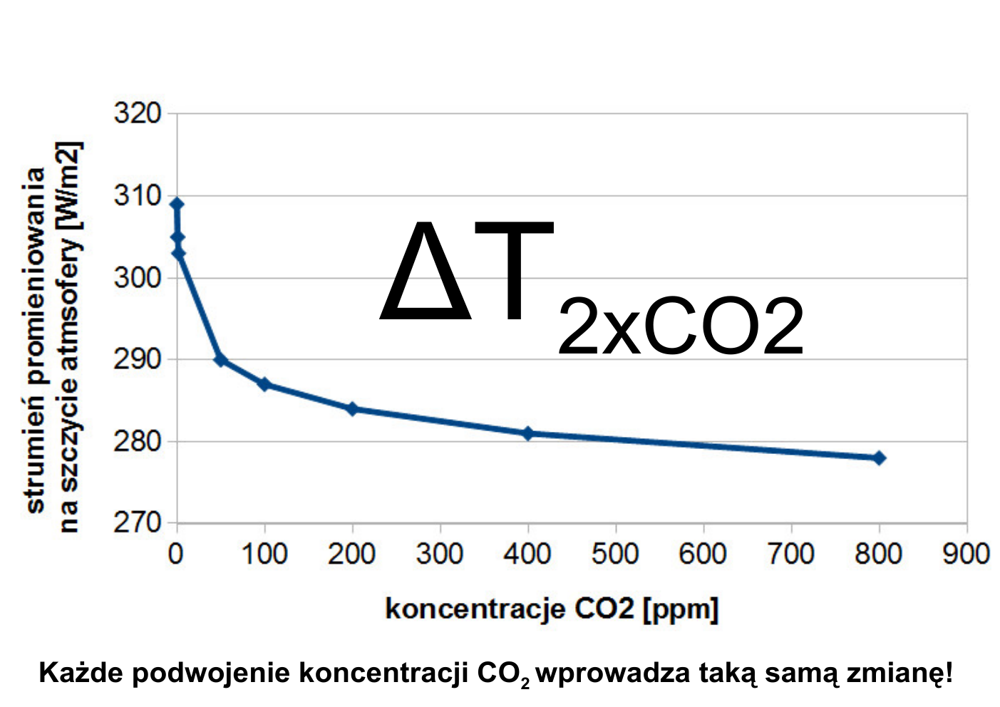 320
310
300
290
280
270
strumień promieniowania
na szczycie atmsofery [W/m2]
ΔT2xCO2
0 100 200 300 400 500 600 700 800 900
koncentracje CO2 [ppm]
Każde podwojenie koncentracji CO2 wprowadza taką samą zmianę!